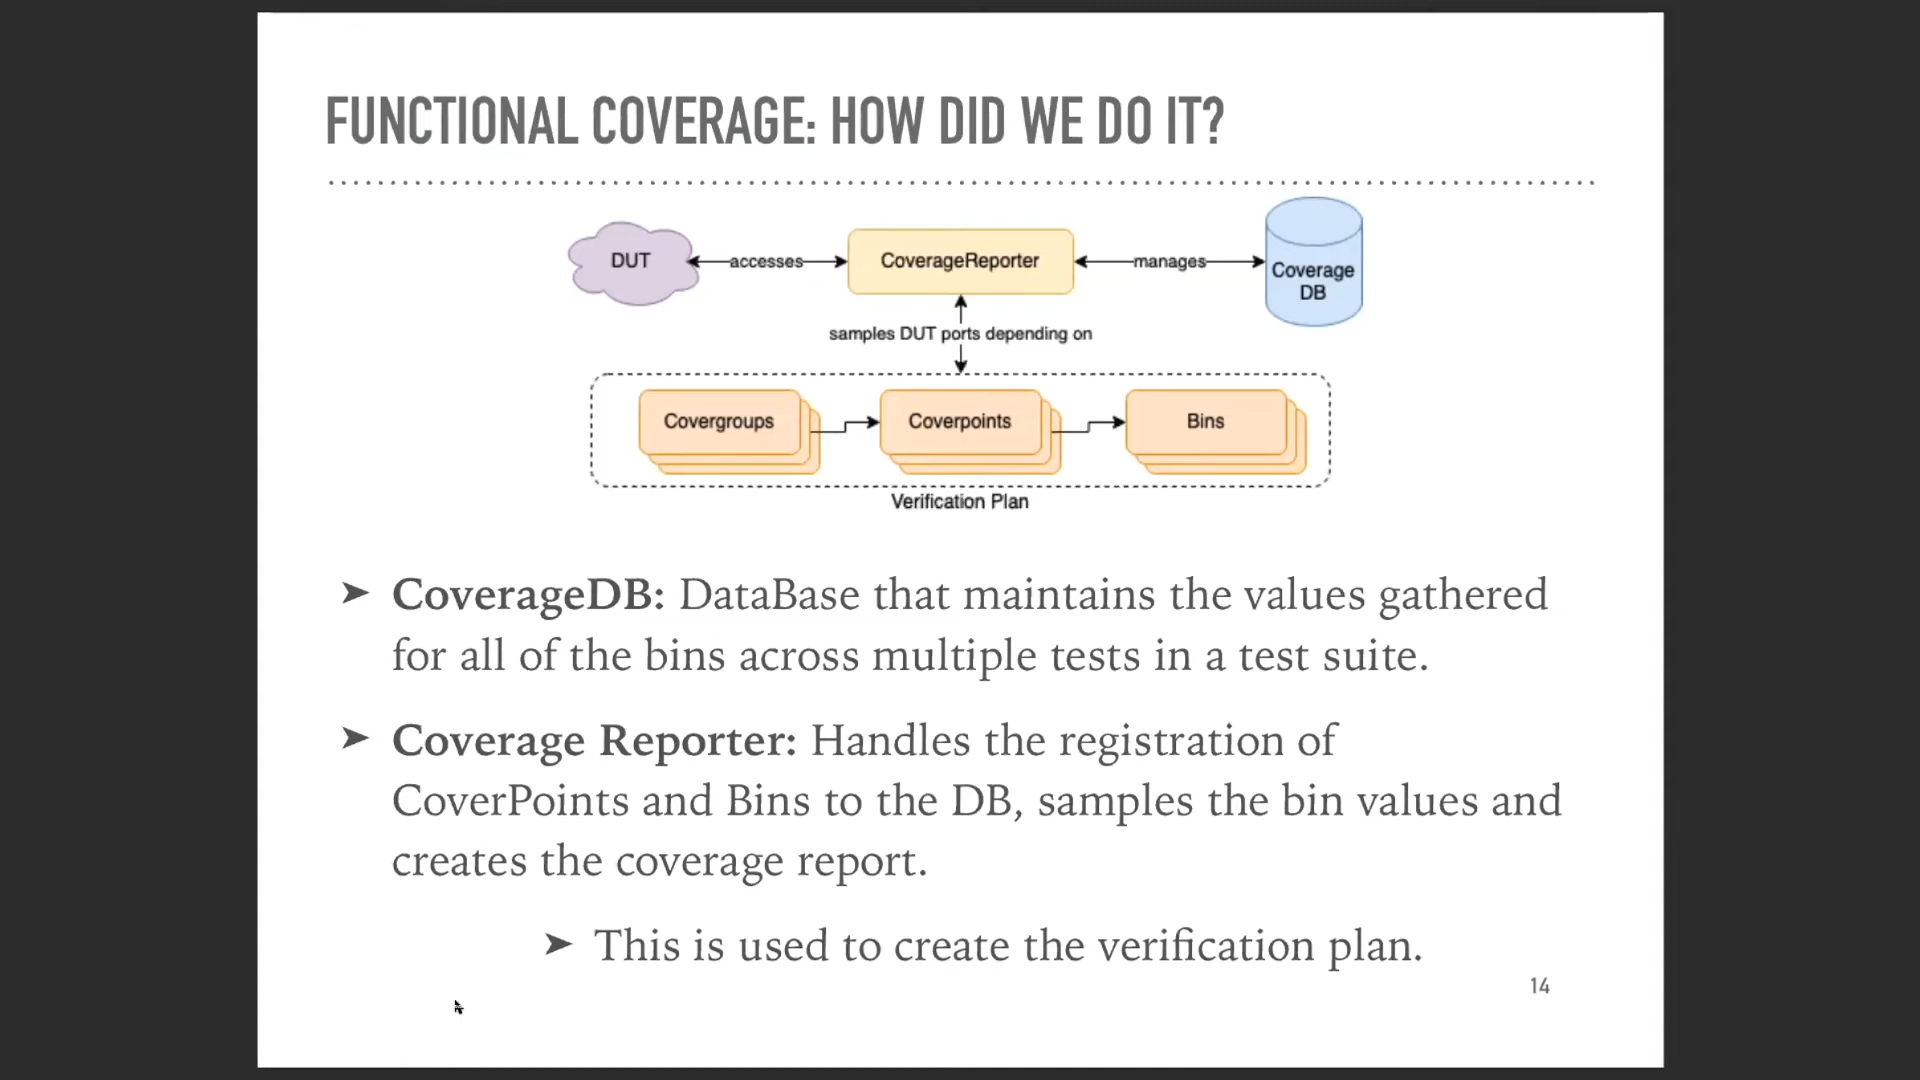 FUNCTIONAL COVERAGE: HOW DID WE DO IT?
DUT
accesses
CoverageReporter
manages
Coverage
DB
samples DUT ports depending on
Covergroups
Coverpoints
Bins
Verification Plan
➤ CoverageDB: DataBase that maintains the values gathered
for all of the bins across multiple tests in a test suite.
➤ Coverage Reporter: Handles the registration of
CoverPoints and Bins to the DB, samples the bin values and
creates the coverage report.
➤ This is used to create the verification plan.
14